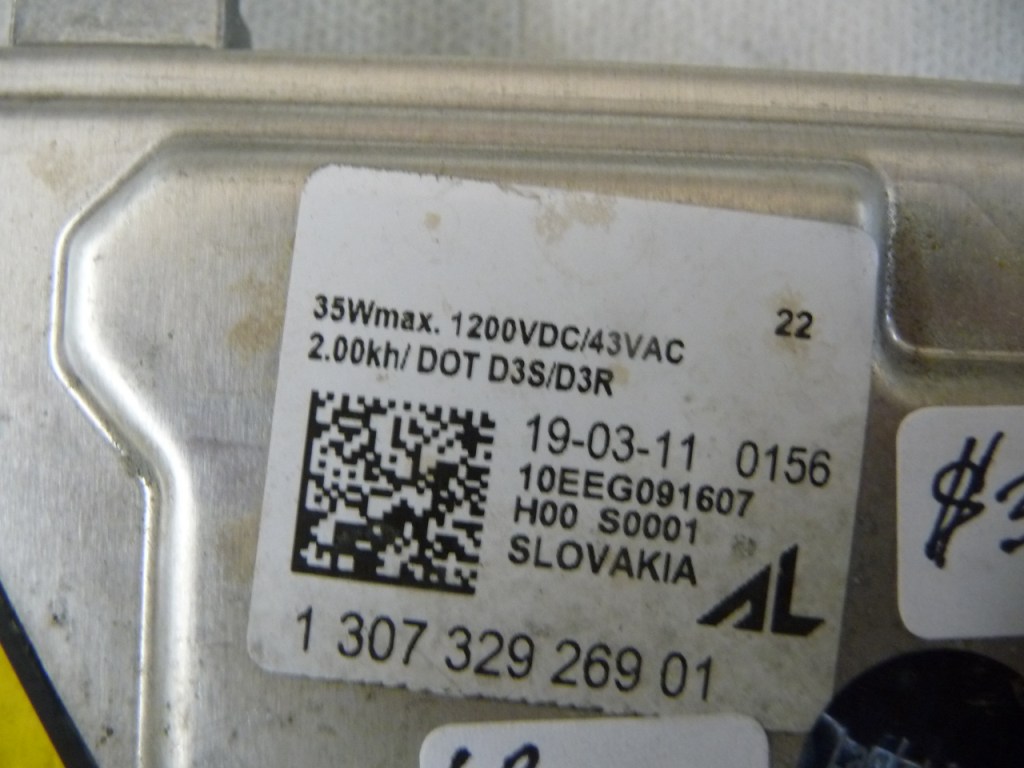 35Wmax. 1200VDC/43VAC 22
2.00kh/ DOT D3S/D3R
19-03-11 0156
10EEG091607
H00 S0001
SLOVAKIA
AL
1 307 329 269 01
$3